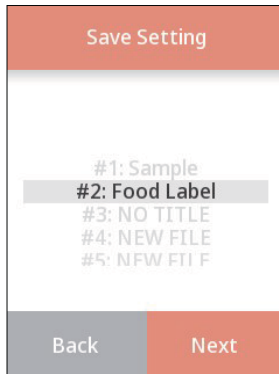 Save Setting
#1: Sample
#2: Food Label
#3: NO TITLE
#4: NEW FILE
#5: NEW FILE
Back Next